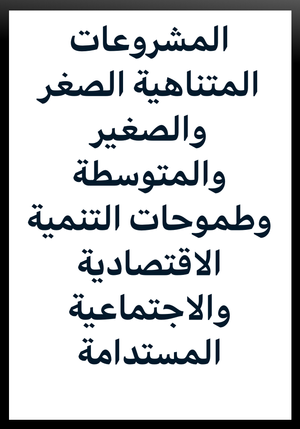 المشروعات
المتناهية الصغر
والصغير
والمتوسطة
وطموحات التنمية
الاقتصادية
والاجتماعية
المستدامة